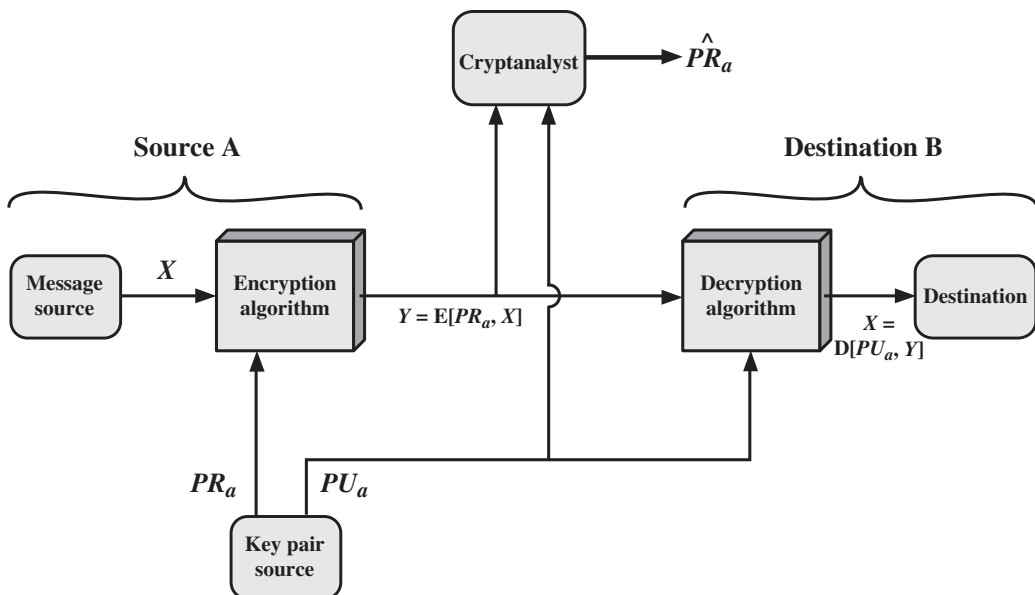 Cryptanalyst
P̂R_a
Source A
Destination B
Message
source
X
Encryption
algorithm
Y = E[PR_a, X]
Decryption
algorithm
X =
D[PU_a, Y]
Destination
PR_a
PU_a
Key pair
source